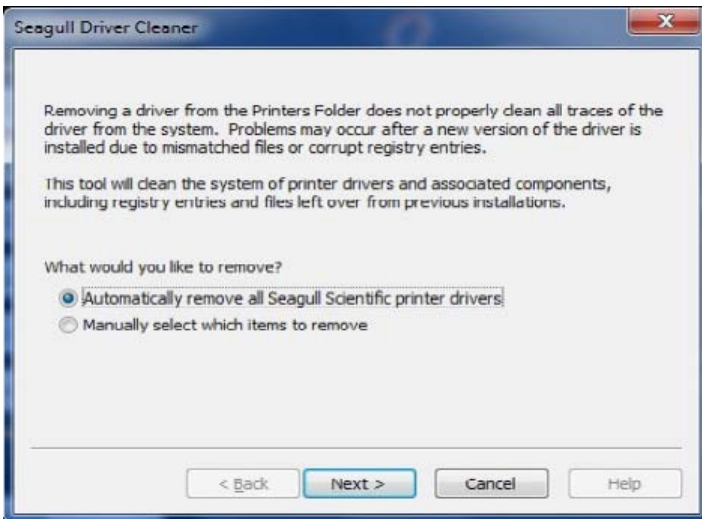 Seagull Driver Cleaner
Removing a driver from the Printers Folder does not properly clean all traces of the
driver from the system. Problems may occur after a new version of the driver is
installed due to mismatched files or corrupt registry entries.
This tool will clean the system of printer drivers and associated components,
including registry entries and files left over from previous installations.
What would you like to remove?
Automatically remove all Seagull Scientific printer drivers
Manually select which items to remove
< Back Next > Cancel Help